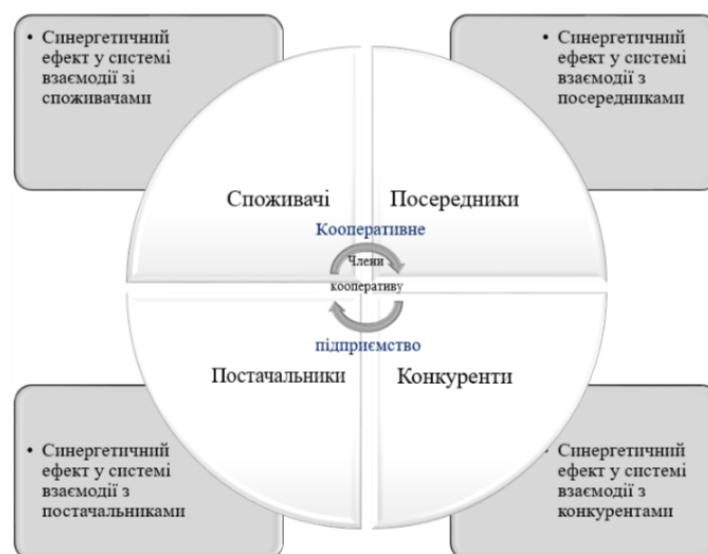 • Синергетичний
ефект у системі
взаємодії зі
споживачами
• Синергетичний
ефект у системі
взаємодії з
посередниками
Споживачі
Посередники
Кооперативне
Члени
кооперативу
підприємство
Постачальники
Конкуренти
• Синергетичний
ефект у системі
взаємодії з
постачальниками
• Синергетичний
ефект у системі
взаємодії з
конкурентами